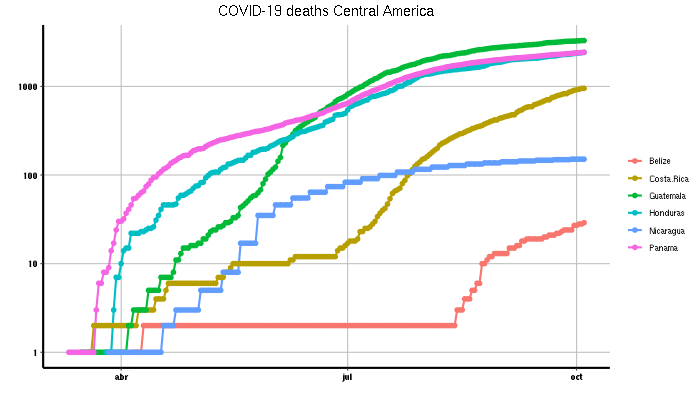 COVID-19 deaths Central America
1000
100
10
1
abr
jul
oct
Belize
Costa.Rica
Guatemala
Honduras
Nicaragua
Panama